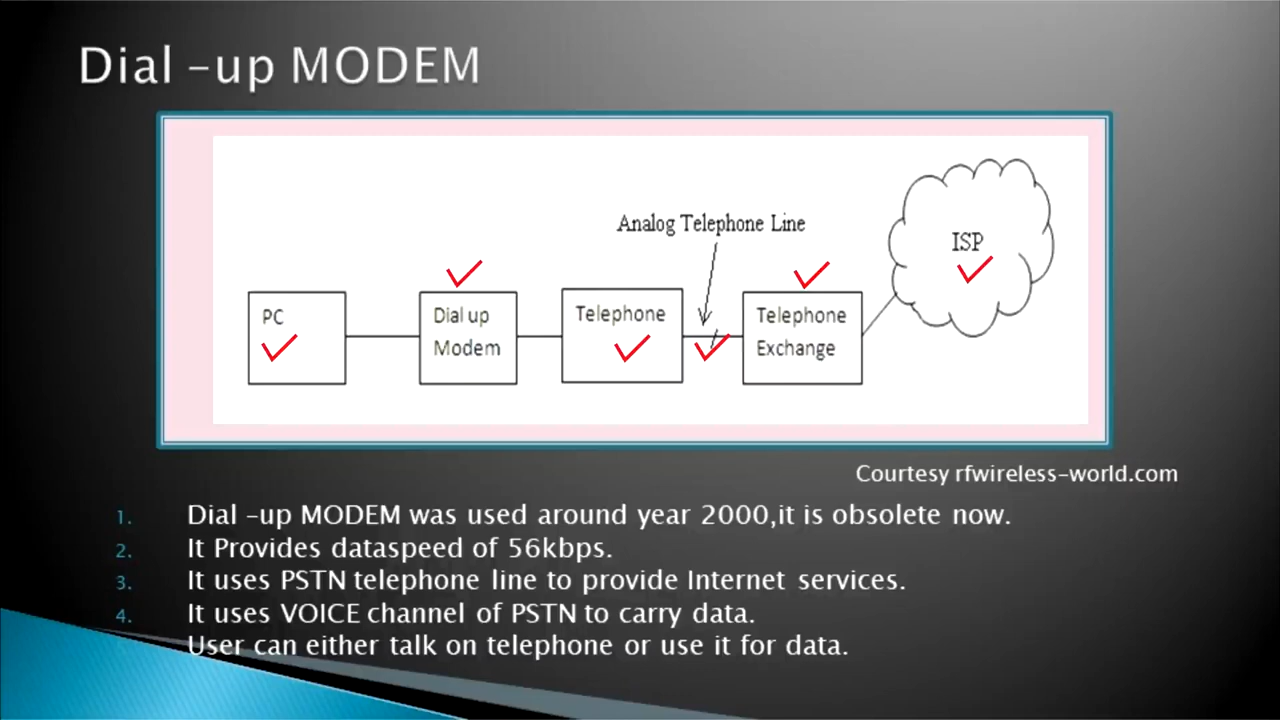 Dial –up MODEM
Analog Telephone Line
ISP
PC
Dial up
Modem
Telephone
Telephone
Exchange
Courtesy rfwireless-world.com
1. Dial –up MODEM was used around year 2000,it is obsolete now.
2. It Provides dataspeed of 56kbps.
3. It uses PSTN telephone line to provide Internet services.
4. It uses VOICE channel of PSTN to carry data.
User can either talk on telephone or use it for data.